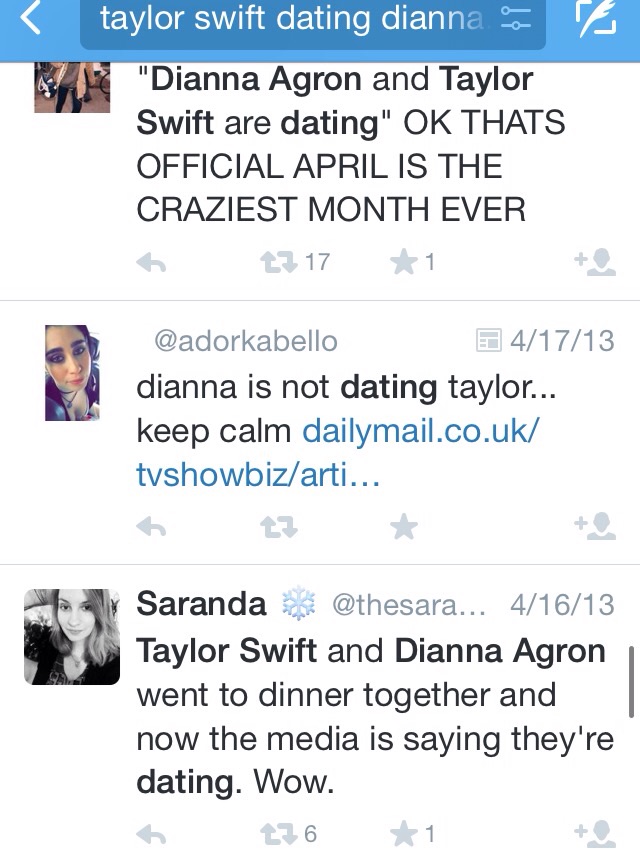 taylor swift dating dianna
"Dianna Agron and Taylor
Swift are dating" OK THATS
OFFICIAL APRIL IS THE
CRAZIEST MONTH EVER
17 1
@adorkabello 4/17/13
dianna is not dating taylor...
keep calm dailymail.co.uk/
tvshowbiz/arti...
Saranda ❄️ @thesara... 4/16/13
Taylor Swift and Dianna Agron
went to dinner together and
now the media is saying they're
dating. Wow.
6 1